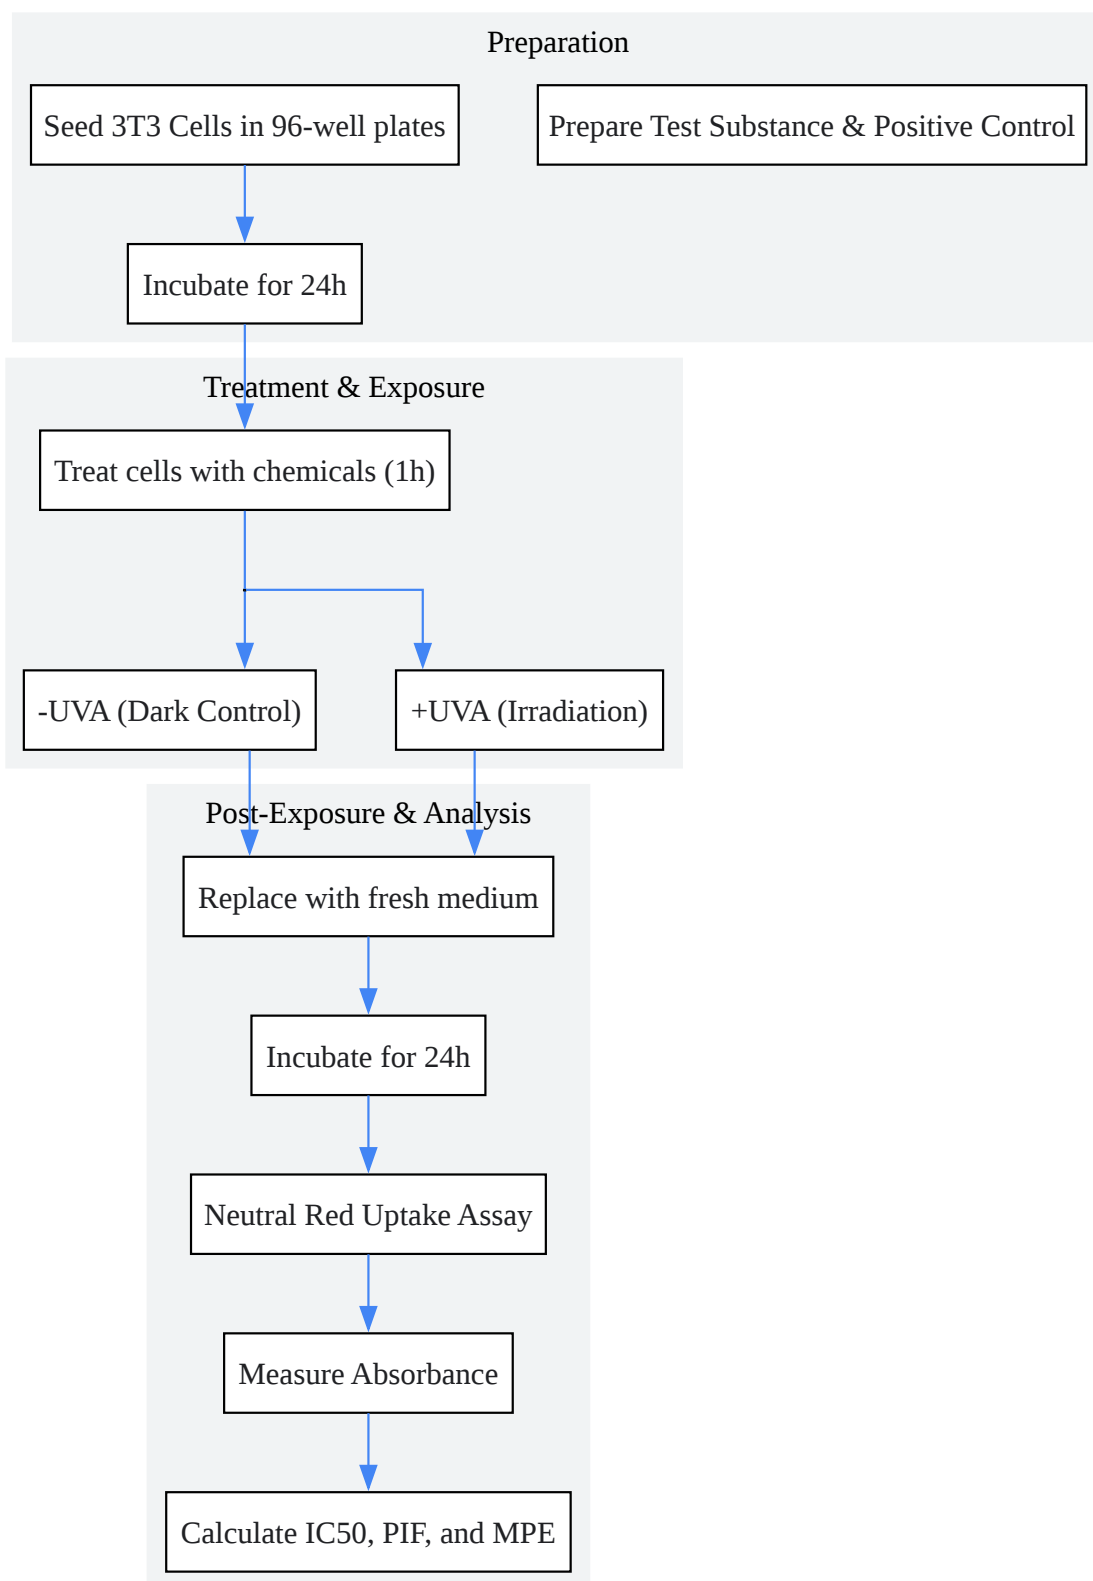 Preparation
Seed 3T3 Cells in 96-well plates
Prepare Test Substance & Positive Control
Incubate for 24h
Treatment & Exposure
Treat cells with chemicals (1h)
-UVA (Dark Control)
+UVA (Irradiation)
Post-Exposure & Analysis
Replace with fresh medium
Incubate for 24h
Neutral Red Uptake Assay
Measure Absorbance
Calculate IC50, PIF, and MPE